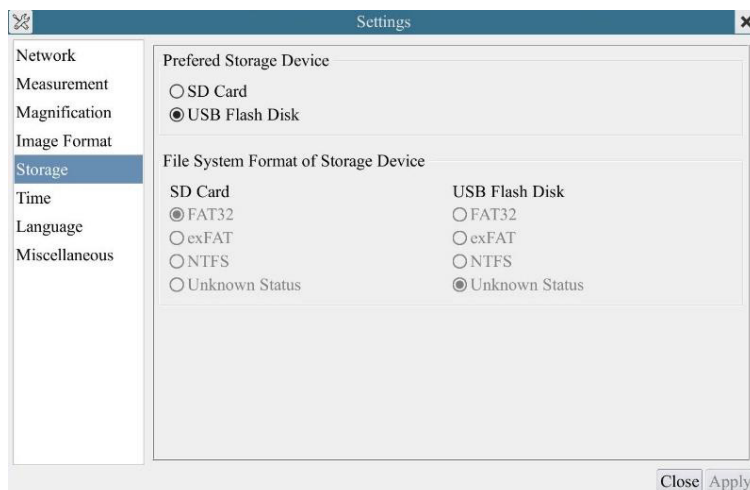 Settings
Network
Measurement
Magnification
Image Format
Storage
Time
Language
Miscellaneous
Prefered Storage Device
SD Card
USB Flash Disk
File System Format of Storage Device
SD Card
FAT32
exFAT
NTFS
Unknown Status
USB Flash Disk
FAT32
exFAT
NTFS
Unknown Status
Close Apply